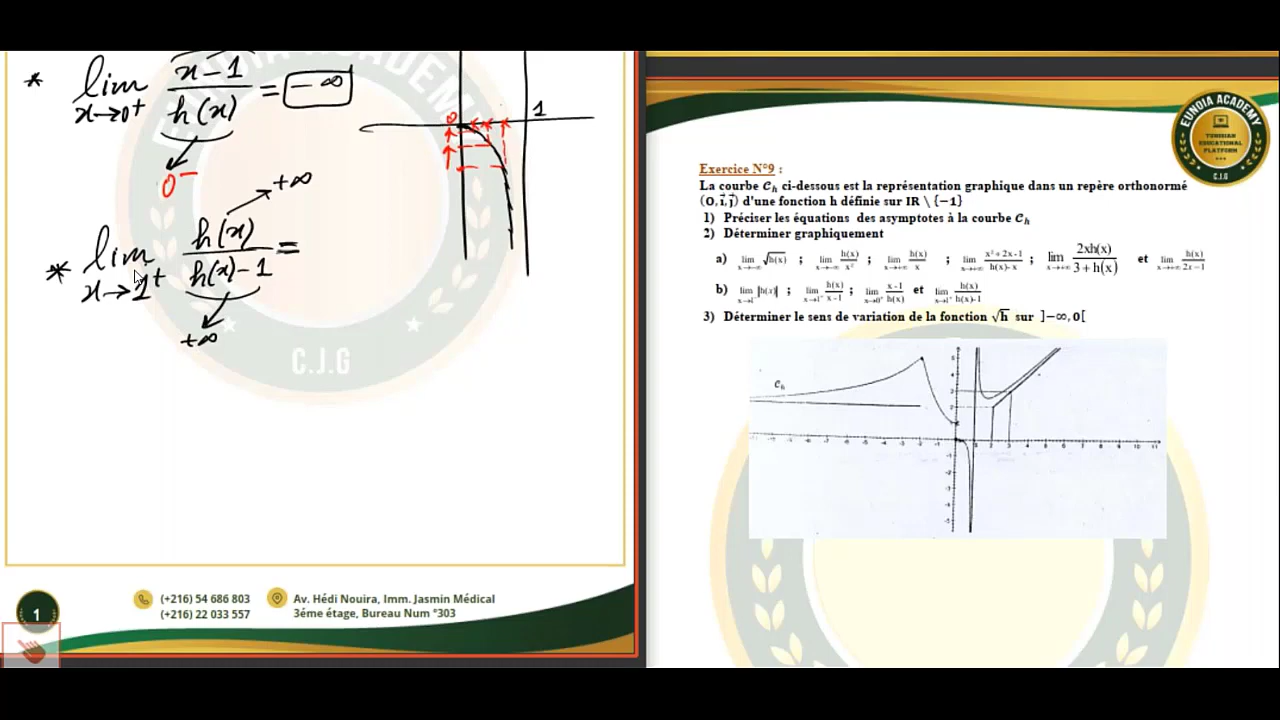 * lim x→0⁺ (x-1)/h(x) = -∞
0⁻
+∞
* lim x→1⁺ h(x)/(h(x)-1) =
+∞
0
1
C.J.G
1
(+216) 54 686 803
(+216) 22 033 557
Av. Hédi Nouira, Imm. Jasmin Médical
3éme étage, Bureau Num °303
EUNOIA ACADEMY
TUNISIAN
EDUCATIONAL
PLATFORM
C.J.G
Exercice N°9 :
La courbe 𝒞ₕ ci-dessous est la représentation graphique dans un repère orthonormé
(O,i⃗,j⃗) d'une fonction h définie sur IR \ {-1}
1) Préciser les équations des asymptotes à la courbe 𝒞ₕ
2) Déterminer graphiquement
a) lim x→-∞ √h(x) ; lim h(x)/x² ; lim h(x)/x ; lim x→+∞ (x²+2x-1)/(h(x)-x) ; lim 2xh(x)/(3+h(x)) et lim h(x)/(2x-1)
b) lim |h(x)| ; lim h(x)/(x-1) ; lim x→0⁺ (x-1)/h(x) et lim x→1⁺ h(x)/(h(x)-1)
3) Déterminer le sens de variation de la fonction √h sur ]-∞,0[
𝒞ₕ